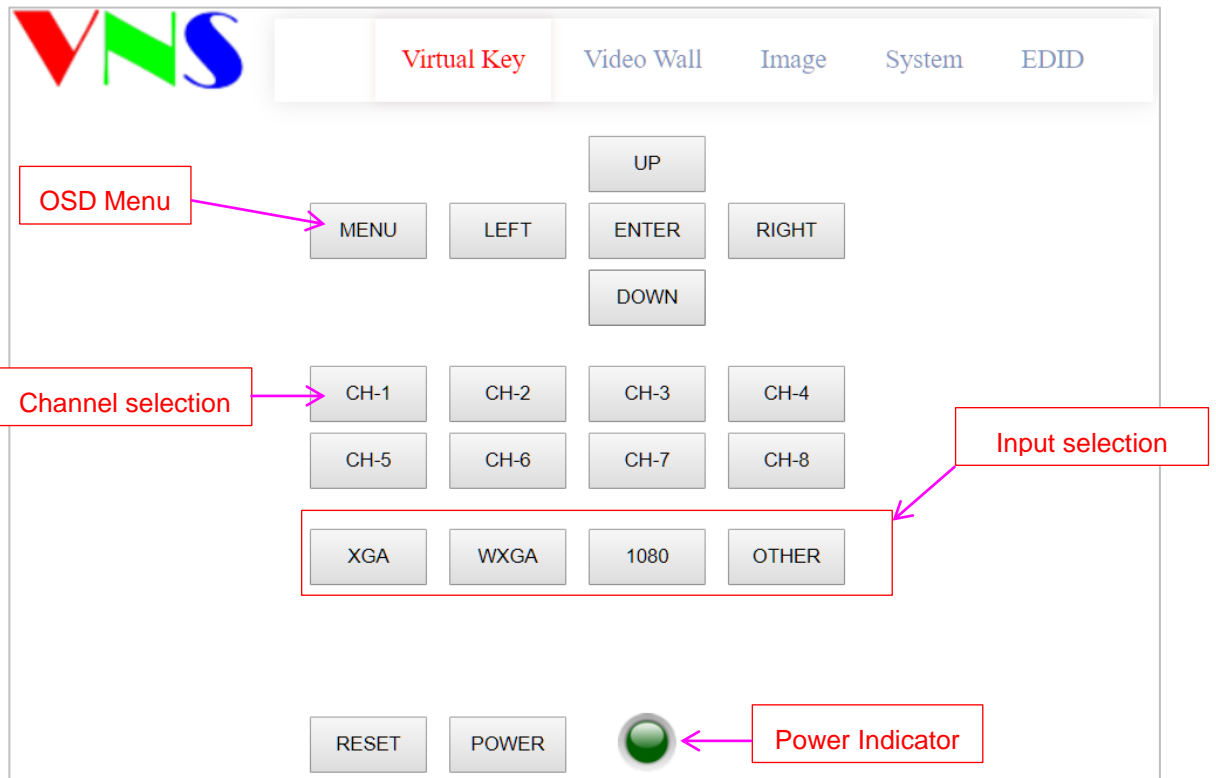 VNS
Virtual Key Video Wall Image System EDID
UP
OSD Menu
MENU LEFT ENTER RIGHT
DOWN
Channel selection
CH-1 CH-2 CH-3 CH-4
Input selection
CH-5 CH-6 CH-7 CH-8
XGA WXGA 1080 OTHER
RESET POWER
Power Indicator